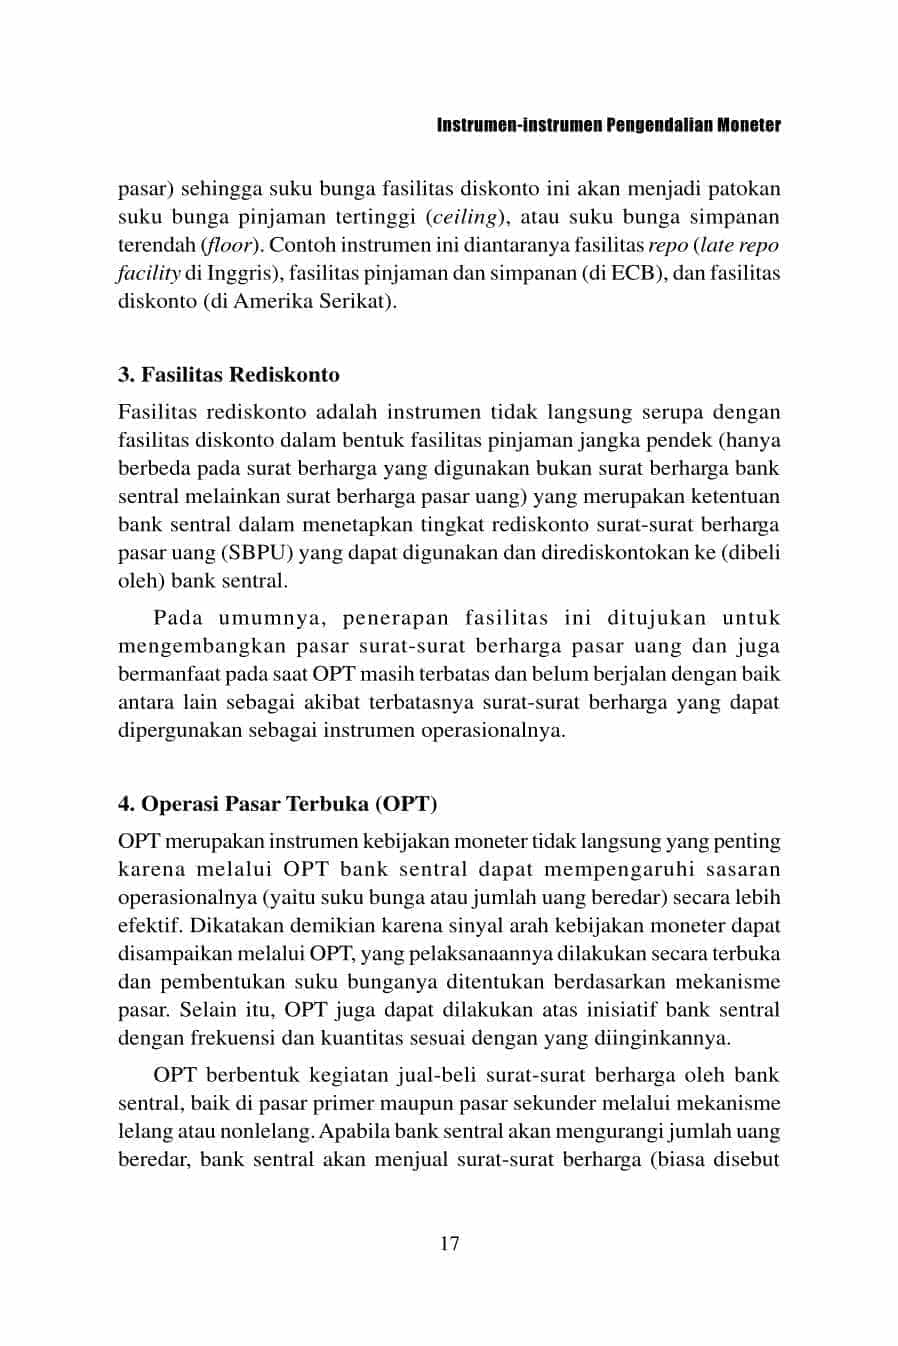 Instrumen-instrumen Pengendalian Moneter
pasar) sehingga suku bunga fasilitas diskonto ini akan menjadi patokan
suku bunga pinjaman tertinggi (ceiling), atau suku bunga simpanan
terendah (floor). Contoh instrumen ini diantaranya fasilitas repo (late repo
facility di Inggris), fasilitas pinjaman dan simpanan (di ECB), dan fasilitas
diskonto (di Amerika Serikat).
3. Fasilitas Rediskonto
Fasilitas rediskonto adalah instrumen tidak langsung serupa dengan
fasilitas diskonto dalam bentuk fasilitas pinjaman jangka pendek (hanya
berbeda pada surat berharga yang digunakan bukan surat berharga bank
sentral melainkan surat berharga pasar uang) yang merupakan ketentuan
bank sentral dalam menetapkan tingkat rediskonto surat-surat berharga
pasar uang (SBPU) yang dapat digunakan dan dirediskontokan ke (dibeli
oleh) bank sentral.
Pada umumnya, penerapan fasilitas ini ditujukan untuk
mengembangkan pasar surat-surat berharga pasar uang dan juga
bermanfaat pada saat OPT masih terbatas dan belum berjalan dengan baik
antara lain sebagai akibat terbatasnya surat-surat berharga yang dapat
dipergunakan sebagai instrumen operasionalnya.
4. Operasi Pasar Terbuka (OPT)
OPT merupakan instrumen kebijakan moneter tidak langsung yang penting
karena melalui OPT bank sentral dapat mempengaruhi sasaran
operasionalnya (yaitu suku bunga atau jumlah uang beredar) secara lebih
efektif. Dikatakan demikian karena sinyal arah kebijakan moneter dapat
disampaikan melalui OPT, yang pelaksanaannya dilakukan secara terbuka
dan pembentukan suku bunganya ditentukan berdasarkan mekanisme
pasar. Selain itu, OPT juga dapat dilakukan atas inisiatif bank sentral
dengan frekuensi dan kuantitas sesuai dengan yang diinginkannya.
OPT berbentuk kegiatan jual-beli surat-surat berharga oleh bank
sentral, baik di pasar primer maupun pasar sekunder melalui mekanisme
lelang atau nonlelang. Apabila bank sentral akan mengurangi jumlah uang
beredar, bank sentral akan menjual surat-surat berharga (biasa disebut
17